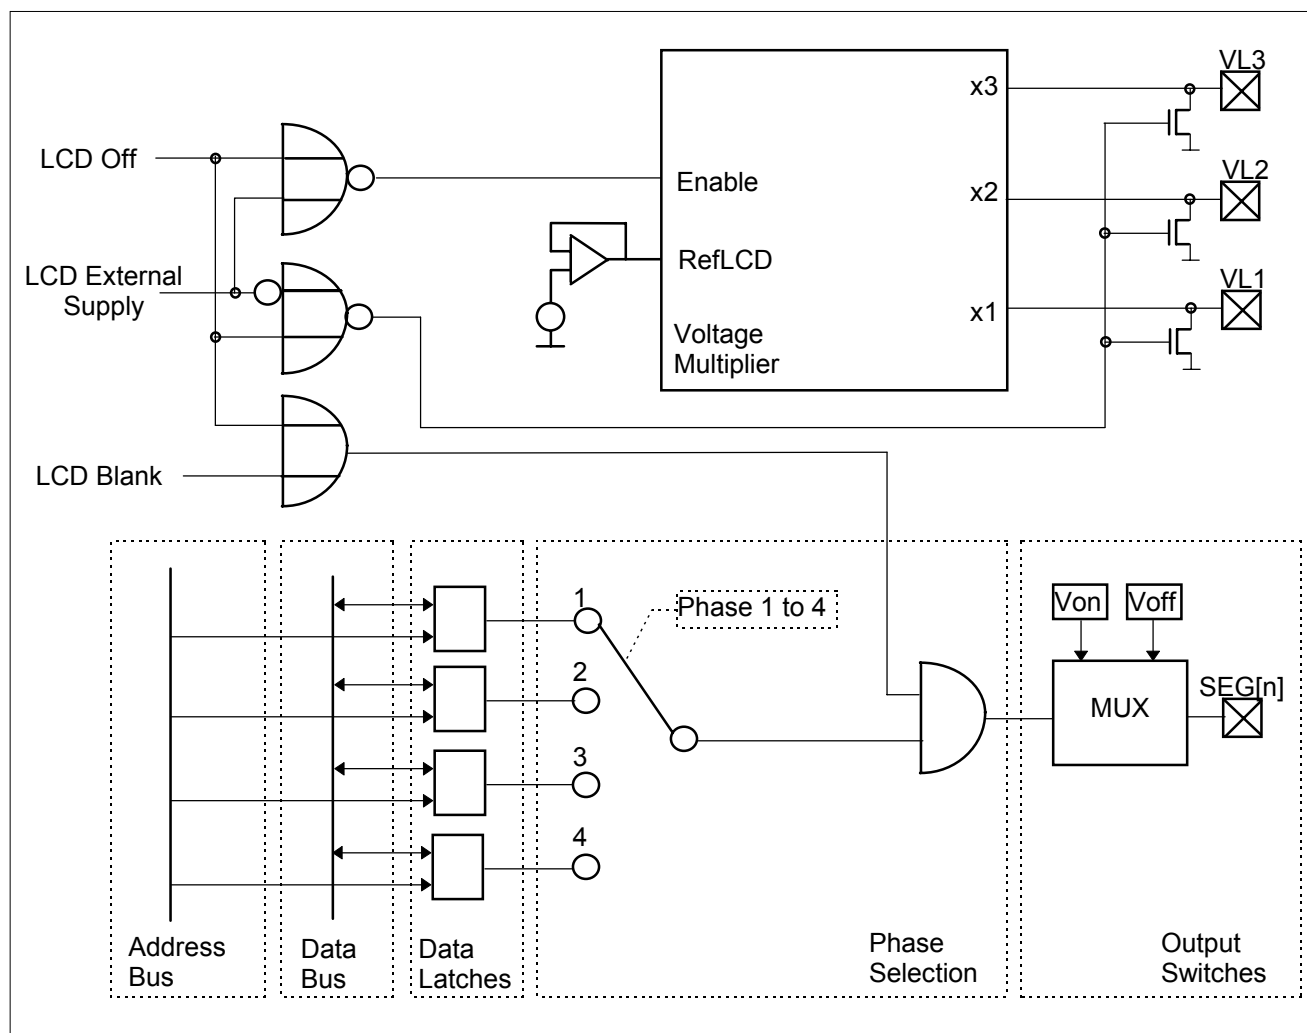 VL3
x3
LCD Off
Enable
x2
VL2
LCD External
Supply
RefLCD
VL1
x1
Voltage
Multiplier
LCD Blank
1
Phase 1 to 4
Von
Voff
2
MUX
SEG[n]
3
4
Address
Bus
Data
Bus
Data
Latches
Phase
Selection
Output
Switches